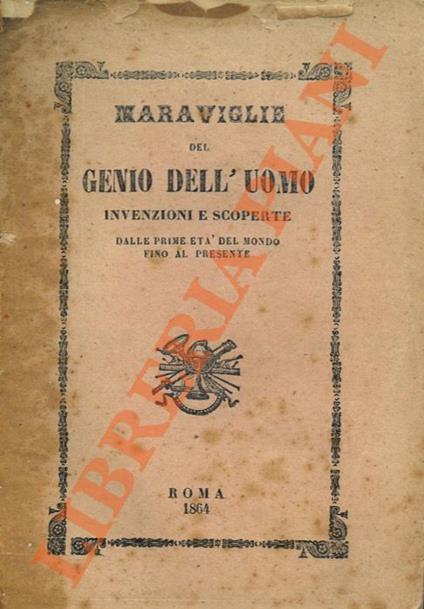 MARAVIGLIE
DEL
GENIO DELL' UOMO
INVENZIONI E SCOPERTE
DALLE PRIME ETA' DEL MONDO
FINO AL PRESENTE
ROMA
1864
LIBRERIA PIANI